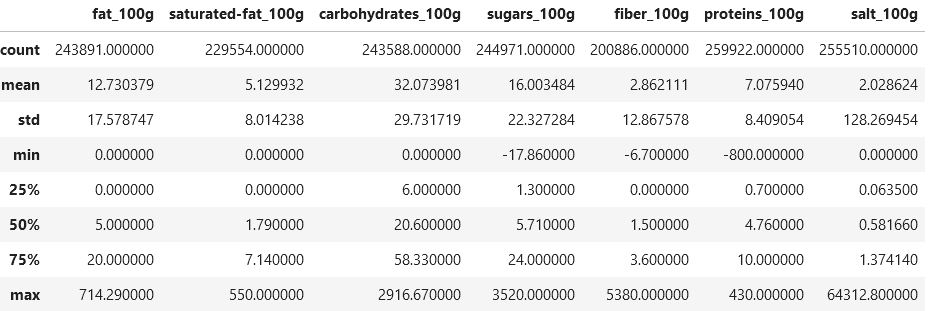 fat_100g saturated-fat_100g carbohydrates_100g sugars_100g fiber_100g proteins_100g salt_100g
count 243891.000000 229554.000000 243588.000000 244971.000000 200886.000000 259922.000000 255510.000000
mean 12.730379 5.129932 32.073981 16.003484 2.862111 7.075940 2.028624
std 17.578747 8.014238 29.731719 22.327284 12.867578 8.409054 128.269454
min 0.000000 0.000000 0.000000 -17.860000 -6.700000 -800.000000 0.000000
25% 0.000000 0.000000 6.000000 1.300000 0.000000 0.700000 0.063500
50% 5.000000 1.790000 20.600000 5.710000 1.500000 4.760000 0.581660
75% 20.000000 7.140000 58.330000 24.000000 3.600000 10.000000 1.374140
max 714.290000 550.000000 2916.670000 3520.000000 5380.000000 430.000000 64312.800000